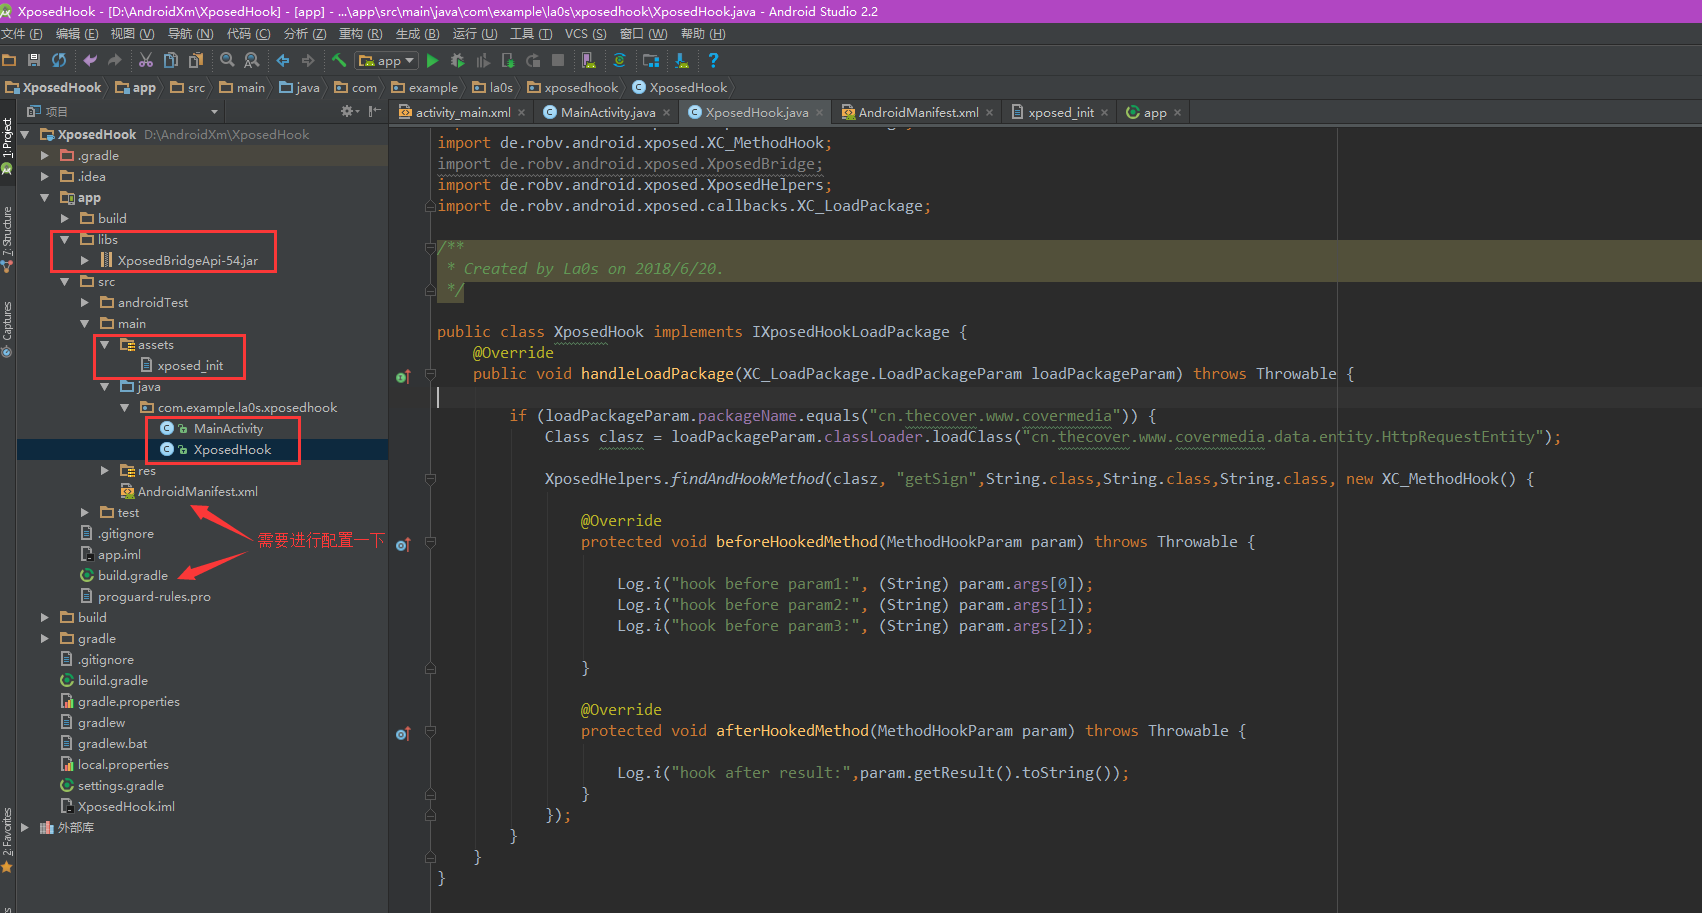 XposedHook - [D:\AndroidXm\XposedHook] - [app] - ...\app\src\main\java\com\example\la0s\xposedhook\XposedHook.java - Android Studio 2.2
文件 (F) 编辑 (E) 视图 (V) 导航 (N) 代码 (C) 分析 (Z) 重构 (R) 生成 (B) 运行 (U) 工具 (T) VCS (S) 窗口 (W) 帮助 (H)
app
XposedHook app src main java com example la0s xposedhook XposedHook
项目
activity_main.xml MainActivity.java XposedHook.java AndroidManifest.xml xposed_init app
1: Project
7: Structure
Captures
2: Favorites
XposedHook D:\AndroidXm\XposedHook
.gradle
.idea
app
build
libs
XposedBridgeApi-54.jar
src
androidTest
main
assets
xposed_init
java
com.example.la0s.xposedhook
MainActivity
XposedHook
res
AndroidManifest.xml
test
.gitignore
app.iml
build.gradle
proguard-rules.pro
build
gradle
.gitignore
build.gradle
gradle.properties
gradlew
gradlew.bat
local.properties
settings.gradle
XposedHook.iml
外部库
需要进行配置一下
import de.robv.android.xposed.XC_MethodHook;
import de.robv.android.xposed.XposedBridge;
import de.robv.android.xposed.XposedHelpers;
import de.robv.android.xposed.callbacks.XC_LoadPackage;
/**
* Created by La0s on 2018/6/20.
*/
public class XposedHook implements IXposedHookLoadPackage {
@Override
public void handleLoadPackage(XC_LoadPackage.LoadPackageParam loadPackageParam) throws Throwable {
if (loadPackageParam.packageName.equals("cn.thecover.www.covermedia")) {
Class clasz = loadPackageParam.classLoader.loadClass("cn.thecover.www.covermedia.data.entity.HttpRequestEntity");
XposedHelpers.findAndHookMethod(clasz, "getSign",String.class,String.class,String.class, new XC_MethodHook() {
@Override
protected void beforeHookedMethod(MethodHookParam param) throws Throwable {
Log.i("hook before param1:", (String) param.args[0]);
Log.i("hook before param2:", (String) param.args[1]);
Log.i("hook before param3:", (String) param.args[2]);
}
@Override
protected void afterHookedMethod(MethodHookParam param) throws Throwable {
Log.i("hook after result:",param.getResult().toString());
}
});
}
}
}